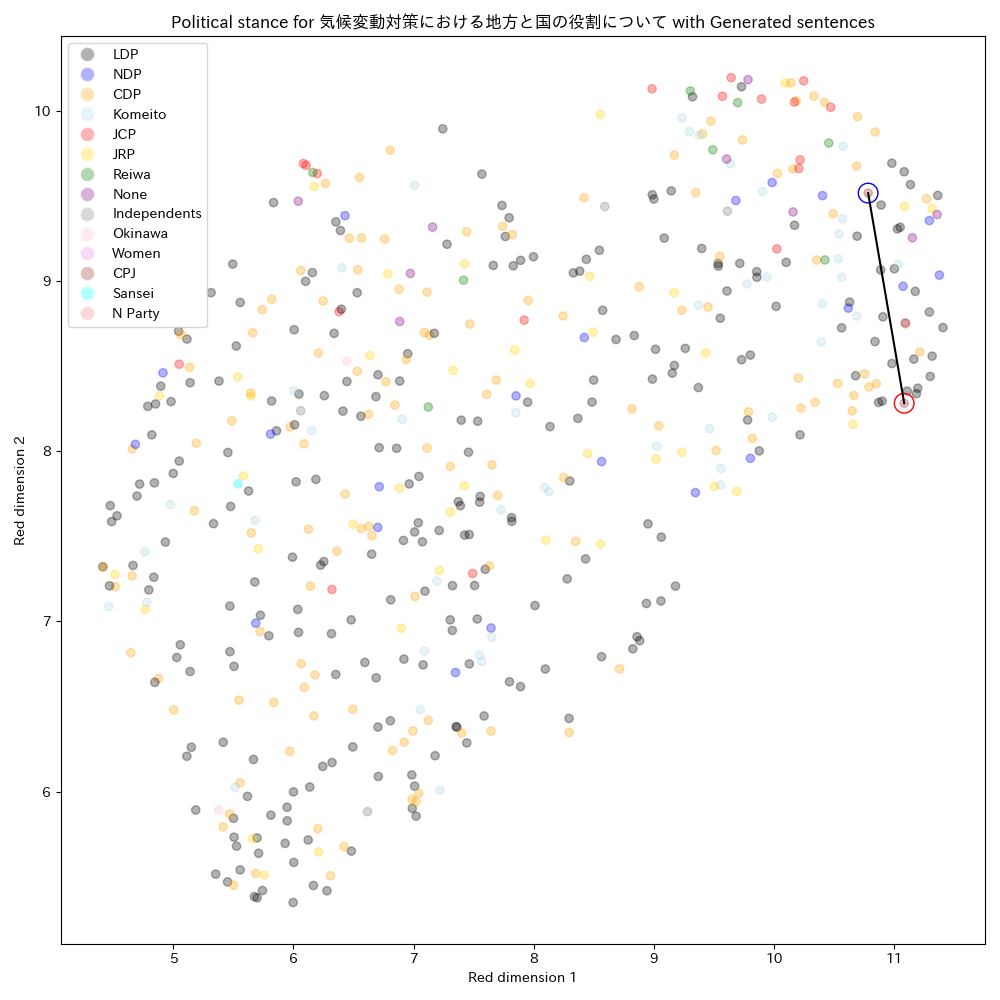 Political stance for 気候変動対策における地方と国の役割について with Generated sentences
LDP
NDP
CDP
Komeito
JCP
JRP
Reiwa
None
Independents
Okinawa
Women
CPJ
Sansei
N Party
10
9
8
7
6
Red dimension 2
5
6
7
8
9
10
11
Red dimension 1